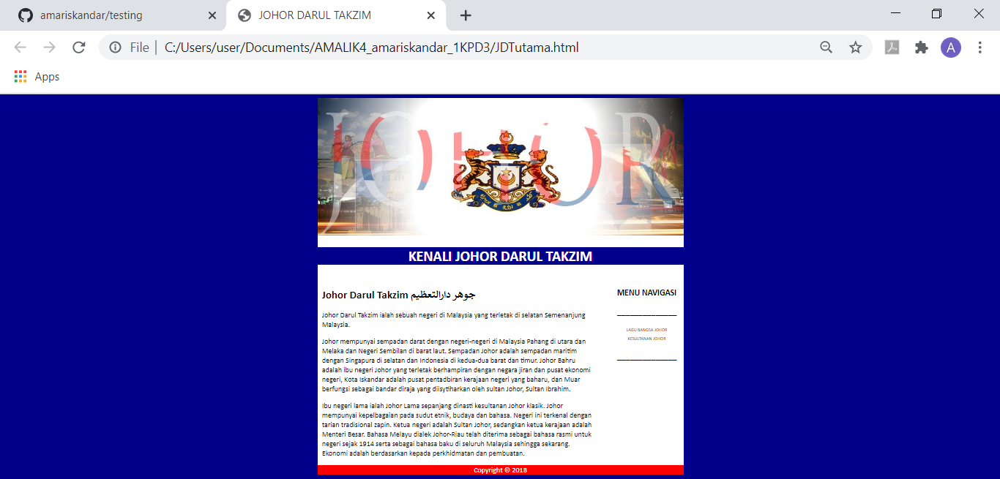 amariskandar/testing
JOHOR DARUL TAKZIM
File
C:/Users/user/Documents/AMALIK4_amariskandar_1KPD3/JDTutama.html
A
Apps
JOHOR
KENALI JOHOR DARUL TAKZIM
Johor Darul Takzim جوهر دارالتعظيم
Johor Darul Takzim ialah sebuah negeri di Malaysia yang terletak di selatan Semenanjung
Malaysia.
Johor mempunyai sempadan darat dengan negeri-negeri di Malaysia Pahang di utara dan
Melaka dan Negeri Sembilan di barat laut. Sempadan Johor adalah sempadan maritim
dengan Singapura di selatan dan Indonesia di kedua-dua barat dan timur. Johor Bahru
adalah ibu negeri Johor yang terletak berhampiran dengan negara jiran dan pusat ekonomi
negeri, Kota Iskandar adalah pusat pentadbiran kerajaan negeri yang baharu, dan Muar
berfungsi sebagai bandar diraja yang diisytiharkan oleh sultan Johor, Sultan Ibrahim.
Ibu negeri lama ialah Johor Lama sepanjang dinasti kesultanan Johor klasik. Johor
mempunyai kepelbagaian pada sudut etnik, budaya dan bahasa. Negeri ini terkenal dengan
tarian tradisional zapin. Ketua negeri adalah Sultan Johor, sedangkan ketua kerajaan adalah
Menteri Besar. Bahasa Melayu dialek Johor-Riau telah diterima sebagai bahasa rasmi untuk
negeri sejak 1914 serta sebagai bahasa baku di seluruh Malaysia sehingga sekarang.
Ekonomi adalah berdasarkan kepada perkhidmatan dan pembuatan.
MENU NAVIGASI
LAGU BANGSA JOHOR
KESULTANAN JOHOR
Copyright © 2018